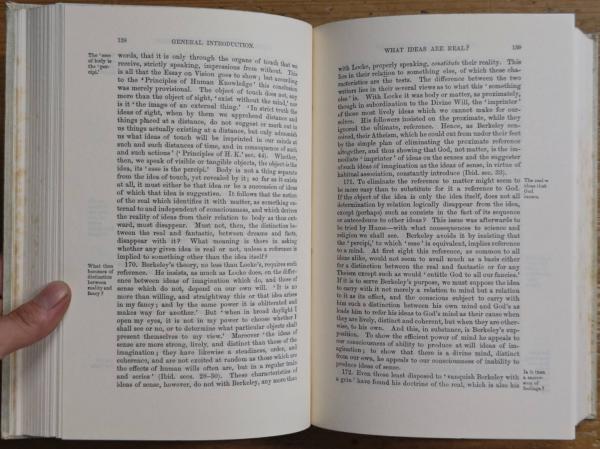 138 GENERAL INTRODUCTION.
The 'esse'
of body is
the 'per-
cipi.'
words, that it is only through the organs of touch that we
receive, strictly speaking, impressions from without. This
is all that the Essay on Vision goes to show; but according
to the 'Principles of Human Knowledge' this conclusion
was merely provisional. The object of touch does not, any
more than the object of sight, 'exist without the mind,' nor
is it 'the image of an external thing.' 'In strict truth the
ideas of sight, when by them we apprehend distance and
things placed at a distance, do not suggest or mark out to
us things actually existing at a distance, but only admonish
us what ideas of touch will be imprinted in our minds at
such and such distances of time, and in consequence of such
and such actions' ('Principles of H.K.' sec. 44). Whether,
then, we speak of visible or tangible objects, the object is the
idea, its 'esse is the percipi.' Body is not a thing separate
from the idea of touch, yet revealed by it; so far as it exists
at all, it must either be that idea or be a succession of ideas
of which that idea is suggestive. It follows that the notion
of the real which identifies it with matter, as something ex-
ternal to and independent of consciousness, and which derives
the reality of ideas from their relation to body as thus out-
ward, must disappear. Must not, then, the distinction be-
tween the real and fantastic, between dreams and facts,
disappear with it? What meaning is there in asking
whether any given idea is real or not, unless a reference is
implied to something other than the idea itself?
What then
becomes of
distinction
between
reality and
fancy?
170. Berkeley's theory, no less than Locke's, requires such
reference. He insists, as much as Locke does, on the differ-
ence between ideas of imagination which do, and those of
sense which do not, depend on our own will. 'It is no
more than willing, and straightway this or that idea arises
in my fancy; and by the same power it is obliterated and
makes way for another.' But 'when in broad daylight I
open my eyes, it is not in my power to choose whether I
shall see or no, or to determine what particular objects shall
present themselves to my view.' Moreover 'the ideas of
sense are more strong, lively, and distinct than those of the
imagination; they have likewise a steadiness, order, and
coherence, and are not excited at random as those which are
the effects of human wills often are, but in a regular train
and series' (Ibid. secs. 28-30). These characteristics of
ideas of sense, however, do not with Berkeley, any more than
WHAT IDEAS ARE REAL? 139
with Locke, properly speaking, constitute their reality. This
lies in their relation to something else, of which these cha-
racteristics are the tests. The difference between the two
writers lies in their several views as to what this 'something
else' is. With Locke it was body or matter, as proximately,
though in subordination to the Divine Will, the 'imprinter'
of those most lively ideas which we cannot make for our-
selves. His followers insisted on the proximate, while they
ignored the ultimate, reference. Hence, as Berkeley con-
ceived, their Atheism, which he could cut from under their feet
by the simple plan of eliminating the proximate reference
altogether, and thus showing that God, not matter, is the im-
mediate 'imprinter' of ideas on the senses and the suggester
of such ideas of imagination as the ideas of sense, in virtue of
habitual association, constantly introduce (Ibid. sec. 33).
171. To eliminate the reference to matter might seem to
be more easy than to substitute for it a reference to God.
If the object of the idea is only the idea itself, does not all
determination by relation logically disappear from the idea,
except (perhaps) such as consists in the fact of its sequence
or antecedence to other ideas? This issue was afterwards to
be tried by Hume—with what consequences to science and
religion we shall see. Berkeley avoids it by insisting that
the 'percipi,' to which 'esse' is equivalent, implies reference
to a mind. At first sight this reference, as common to all
ideas alike, would not seem to avail much as a basis either
for a distinction between the real and fantastic or for any
Theism except such as would 'entitle God to all our fancies.'
If it is to serve Berkeley's purpose, we must suppose the idea
to carry with it not merely a relation to mind but a relation
to it as its effect, and the conscious subject to carry with
him such a distinction between his own mind and God's as
leads him to refer his ideas to God's mind as their cause when
they are lively, distinct and coherent, but when they are other-
wise, to his own. And this, in substance, is Berkeley's sup-
position. To show the efficient power of mind he appeals to
our consciousness of ability to produce at will ideas of im-
agination; to show that there is a divine mind, distinct
from our own, he appeals to our consciousness of inability to
produce ideas of sense.
172. Even those least disposed to 'vanquish Berkeley with
a grin' have found his doctrine of the real, which is also his
The real =
ideas that
God
causes.
Is it then
a succes-
sion of
feelings?